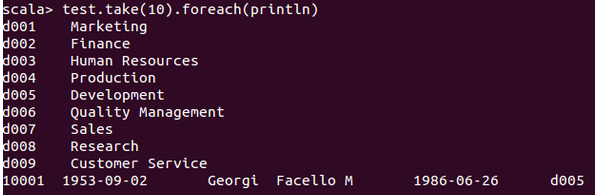 scala> test.take(10).foreach(println)
d001 Marketing
d002 Finance
d003 Human Resources
d004 Production
d005 Development
d006 Quality Management
d007 Sales
d008 Research
d009 Customer Service
10001 1953-09-02 Georgi Facello M 1986-06-26 d005